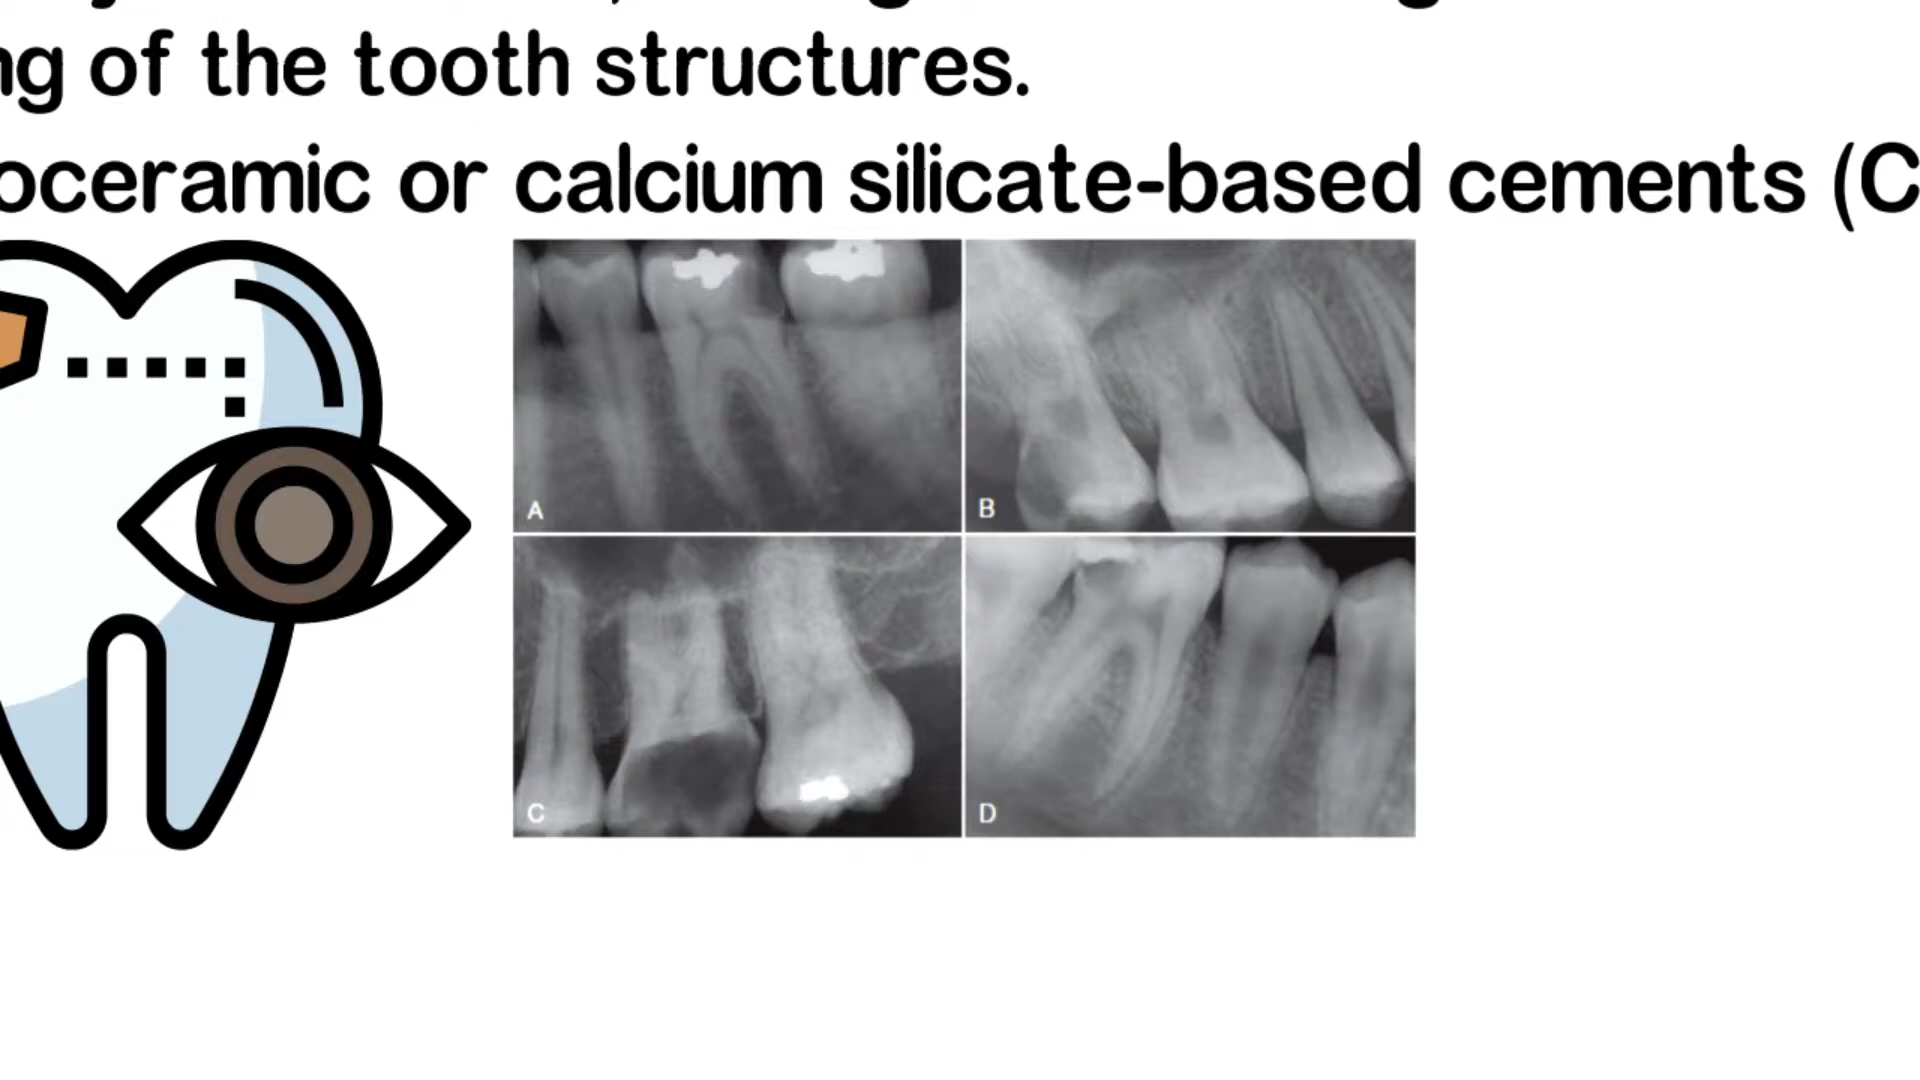 ng of the tooth structures.
oceramic or calcium silicate-based cements (C
A
B
C
D